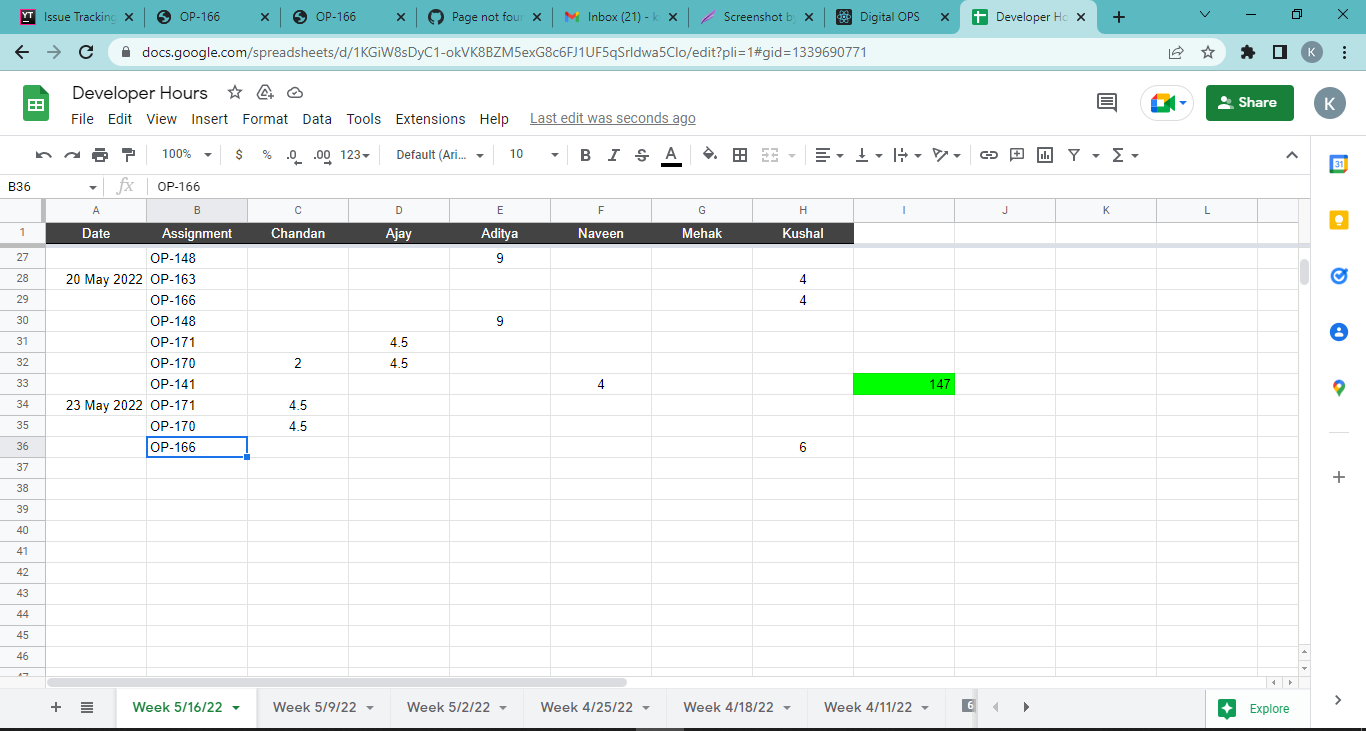 Issue Tracking OP-166 OP-166 Page not four Inbox (21) - k Screenshot b Digital OPS Developer Ho
docs.google.com/spreadsheets/d/1KGiW8sDyC1-okVK8BZM5exG8c6FJ1UF5qSrIdwa5CIo/edit?pli=1#gid=1339690771 K
Developer Hours Share K
File Edit View Insert Format Data Tools Extensions Help Last edit was seconds ago
100% $ % .0 .00 123 Default (Ari... 10 B I S A
B36 fx OP-166
A B C D E F G H I J K L
1 Date Assignment Chandan Ajay Aditya Naveen Mehak Kushal
27 OP-148 9
28 20 May 2022 OP-163 4
29 OP-166 4
30 OP-148 9
31 OP-171 4.5
32 OP-170 2 4.5
33 OP-141 4 147
34 23 May 2022 OP-171 4.5
35 OP-170 4.5
36 OP-166 6
37
38
39
40
41
42
43
44
45
46
47
Week 5/16/22 Week 5/9/22 Week 5/2/22 Week 4/25/22 Week 4/18/22 Week 4/11/22 6 Explore